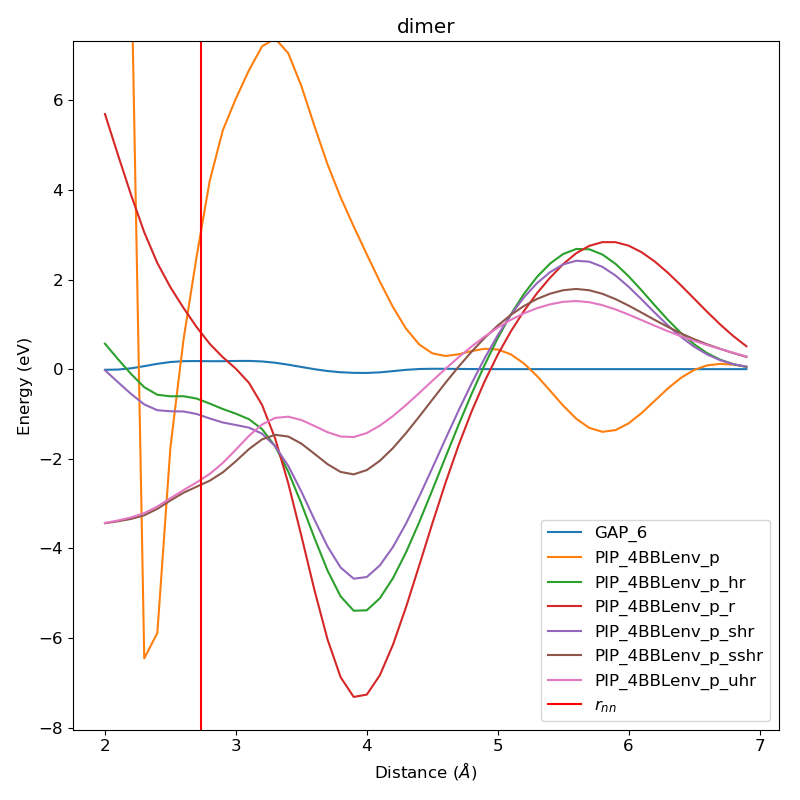 dimer
Energy (eV)
6
4
2
0
−2
−4
−6
−8
GAP_6
PIP_4BBLenv_p
PIP_4BBLenv_p_hr
PIP_4BBLenv_p_r
PIP_4BBLenv_p_shr
PIP_4BBLenv_p_sshr
PIP_4BBLenv_p_uhr
r_nn
2 3 4 5 6 7
Distance (Å)